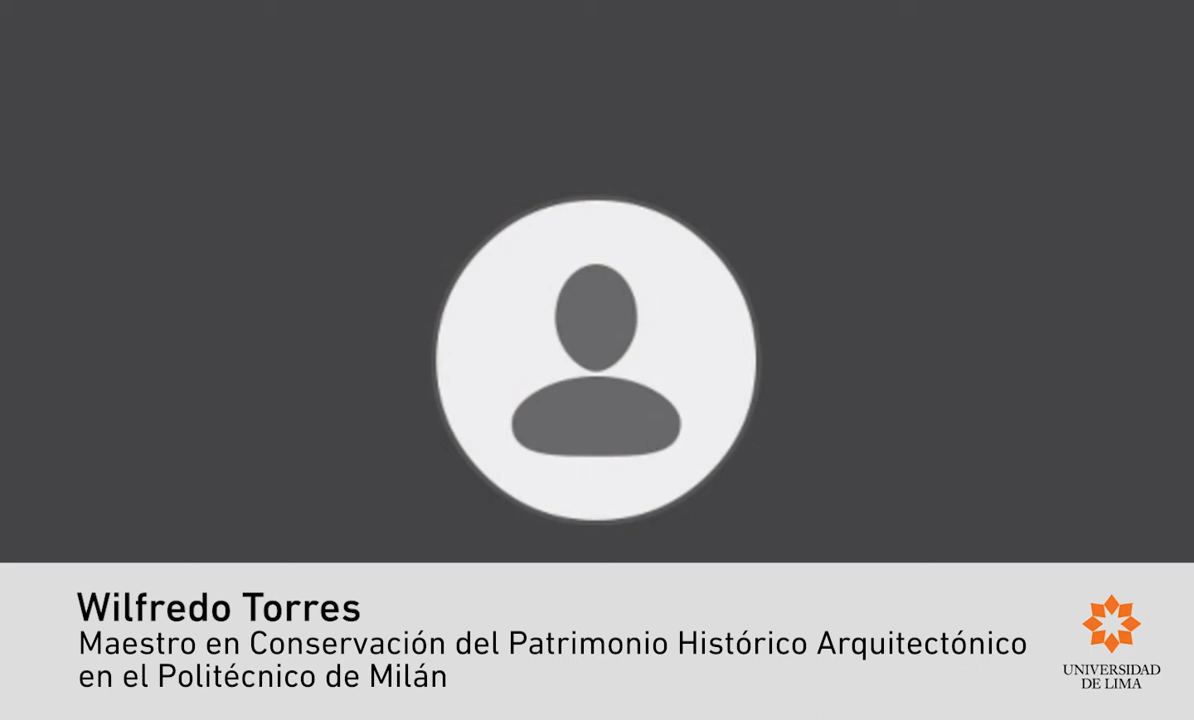 Wilfredo Torres
Maestro en Conservación del Patrimonio Histórico Arquitectónico
en el Politécnico de Milán
UNIVERSIDAD
DE LIMA